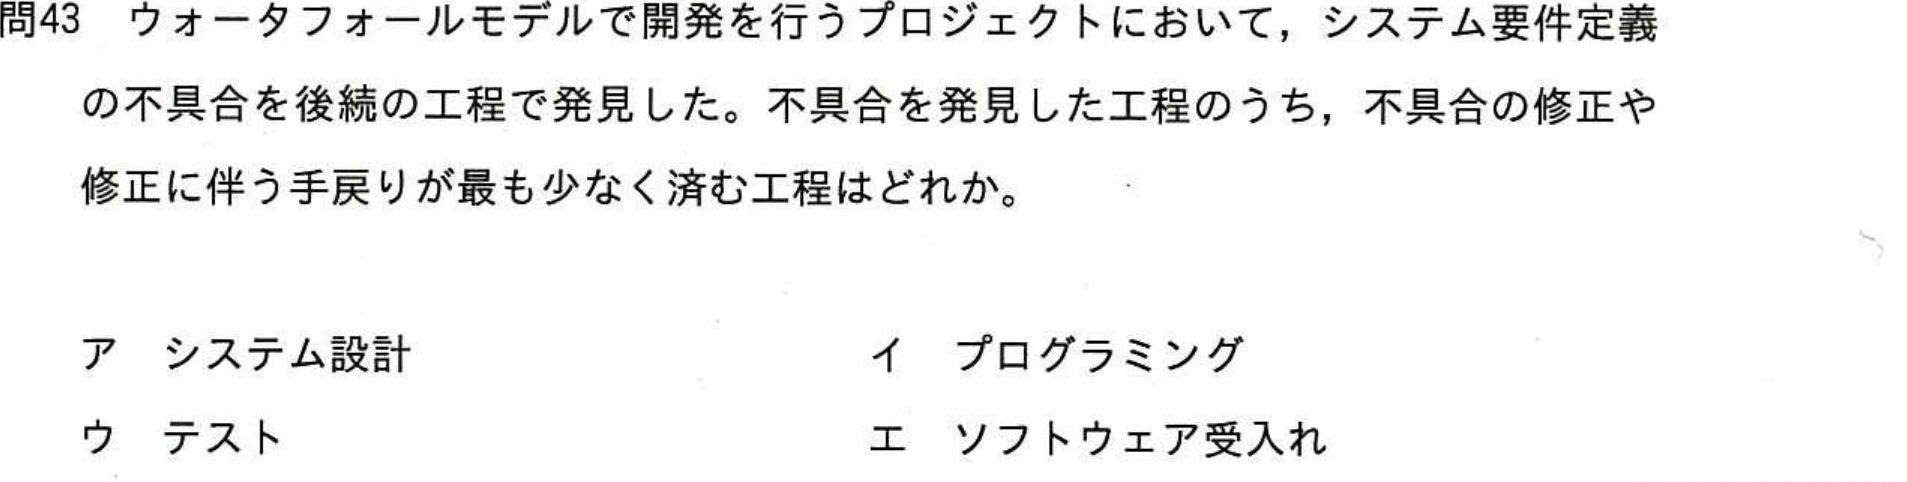 問43　ウォータフォールモデルで開発を行うプロジェクトにおいて，システム要件定義
の不具合を後続の工程で発見した。不具合を発見した工程のうち，不具合の修正や
修正に伴う手戻りが最も少なく済む工程はどれか。
ア　システム設計　　イ　プログラミング
ウ　テスト　　エ　ソフトウェア受入れ